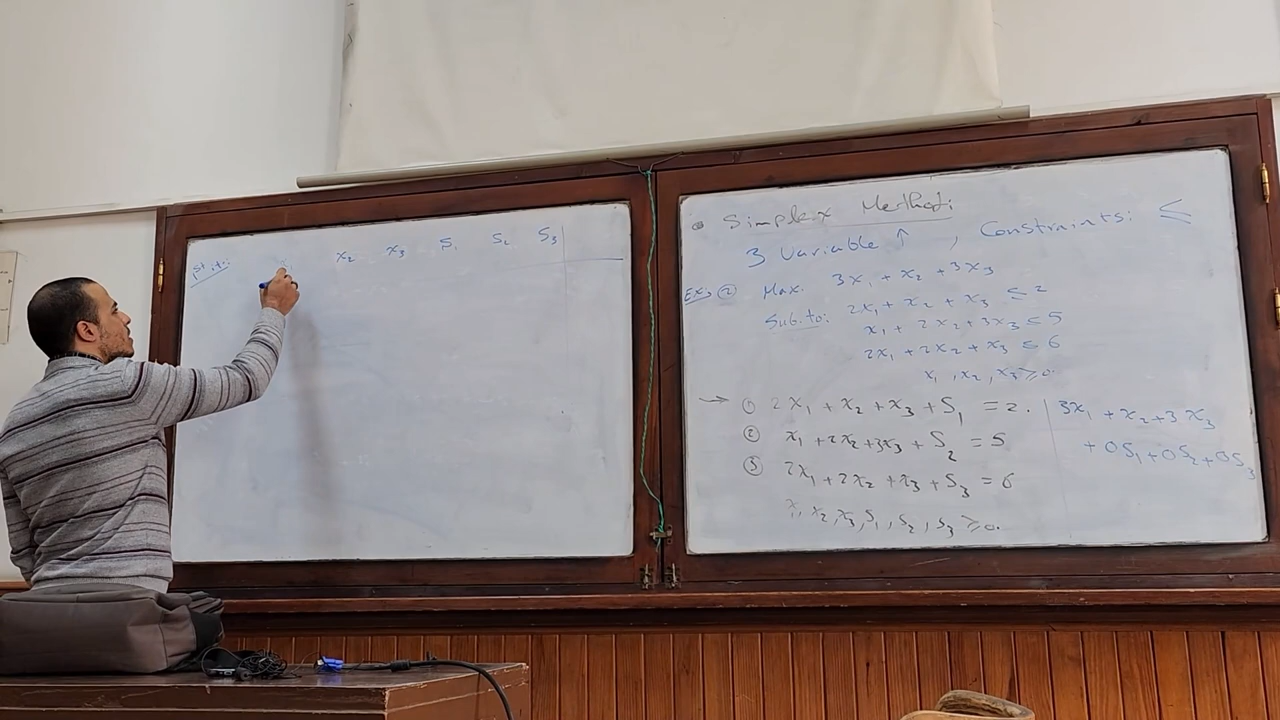 x₂ x₃ S₁ S₂ S₃
• Simplex Method:
3 Variable ↑ , Constraints: ≤
Ex: ② Max. 3x₁ + x₂ + 3x₃
Sub. to: 2x₁ + x₂ + x₃ ≤ 2
x₁ + 2x₂ + 3x₃ ≤ 5
2x₁ + 2x₂ + x₃ ≤ 6
x₁, x₂, x₃ ≥ 0.
→ ① 2x₁ + x₂ + x₃ + S₁ = 2.
② x₁ + 2x₂ + 3x₃ + S₂ = 5
③ 2x₁ + 2x₂ + x₃ + S₃ = 6
x₁, x₂, x₃, S₁, S₂, S₃ ≥ 0.
3x₁ + x₂ + 3x₃
+ 0S₁ + 0S₂ + 0S₃